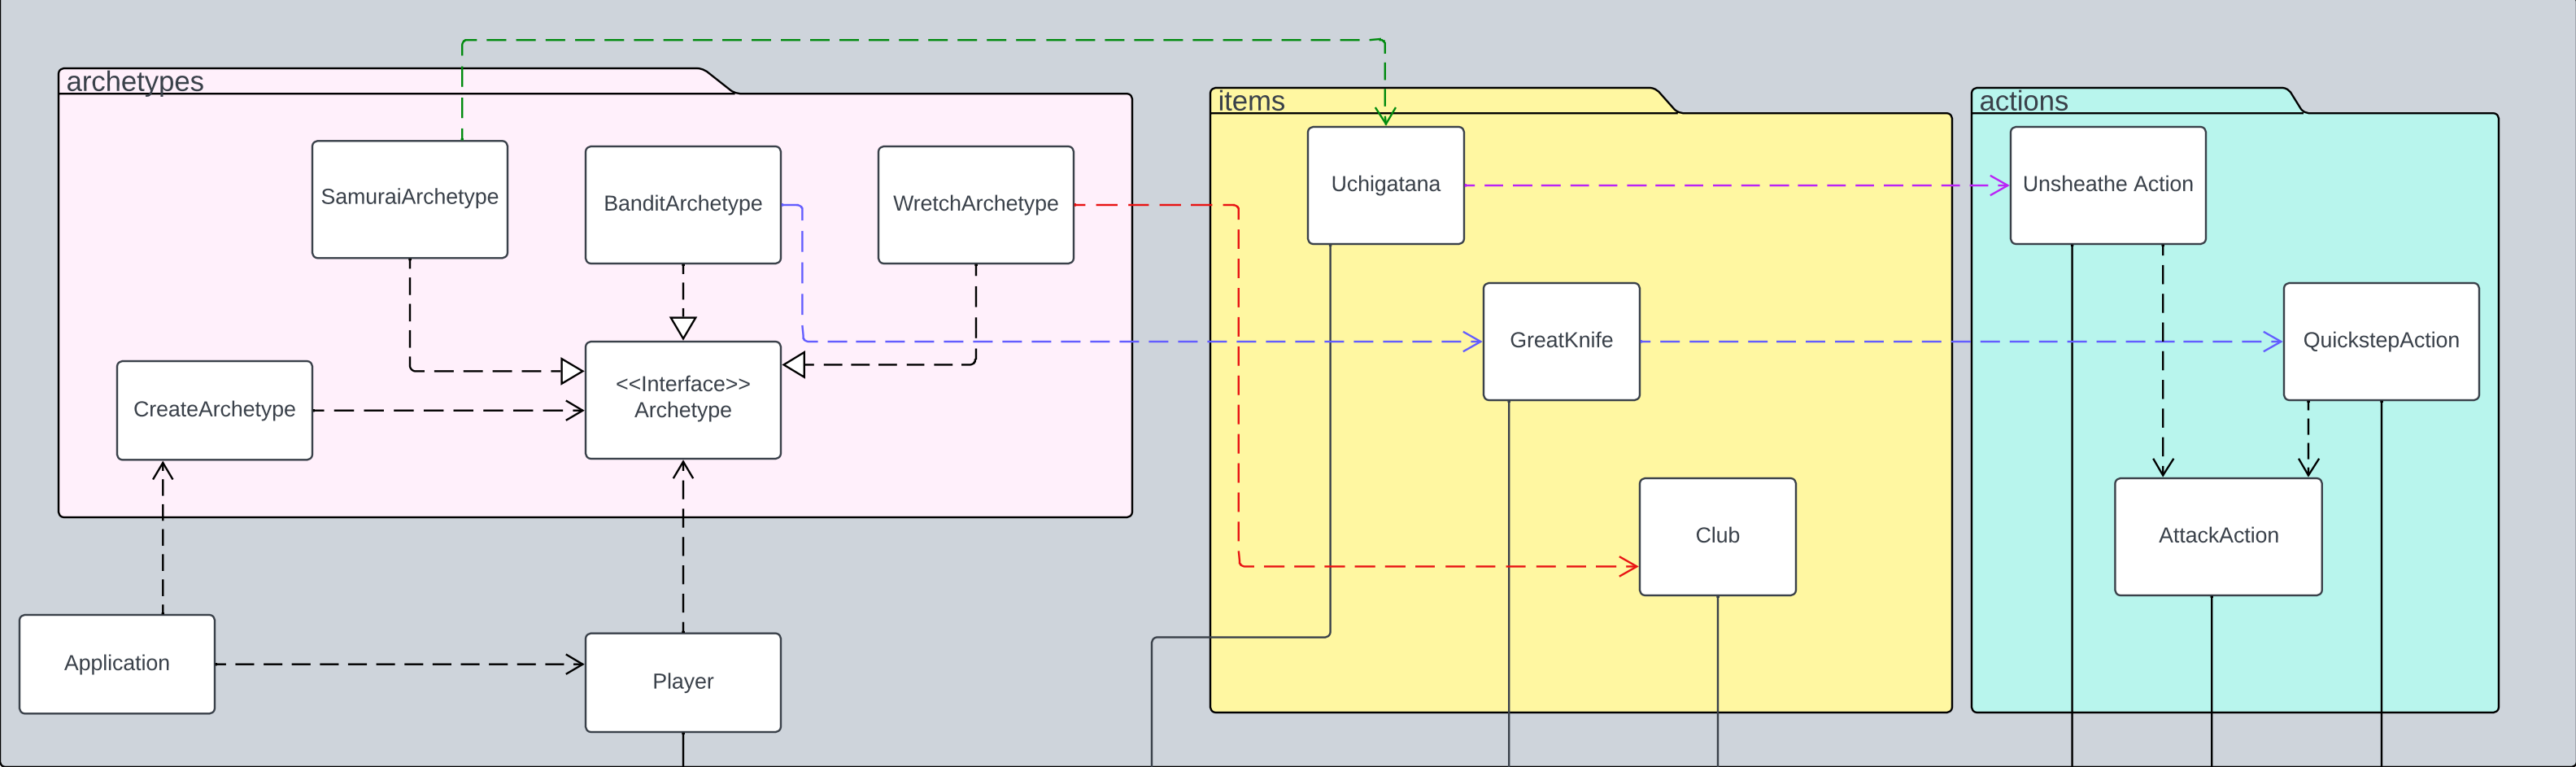 archetypes
SamuraiArchetype
BanditArchetype
WretchArchetype
CreateArchetype
<<Interface>>
Archetype
Application
Player
items
Uchigatana
GreatKnife
Club
actions
Unsheathe Action
QuickstepAction
AttackAction